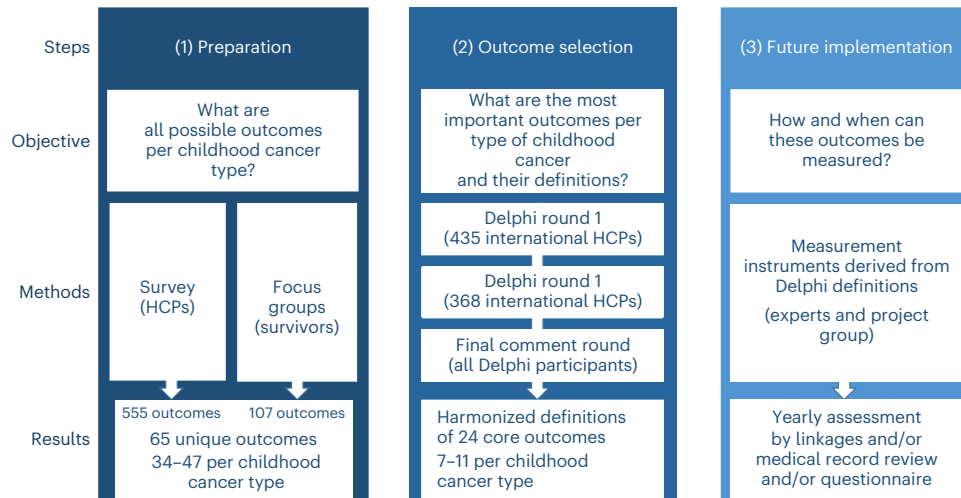 Steps
(1) Preparation
(2) Outcome selection
(3) Future implementation
Objective
What are
all possible outcomes
per childhood cancer
type?
What are the most
important outcomes per
type of childhood
cancer
and their definitions?
How and when can
these outcomes be
measured?
Methods
Survey
(HCPs)
Focus
groups
(survivors)
Delphi round 1
(435 international HCPs)
Delphi round 1
(368 international HCPs)
Final comment round
(all Delphi participants)
Measurement
instruments derived from
Delphi definitions
(experts and project
group)
Results
555 outcomes
107 outcomes
65 unique outcomes
34–47 per childhood
cancer type
Harmonized definitions
of 24 core outcomes
7–11 per childhood
cancer type
Yearly assessment
by linkages and/or
medical record review
and/or questionnaire